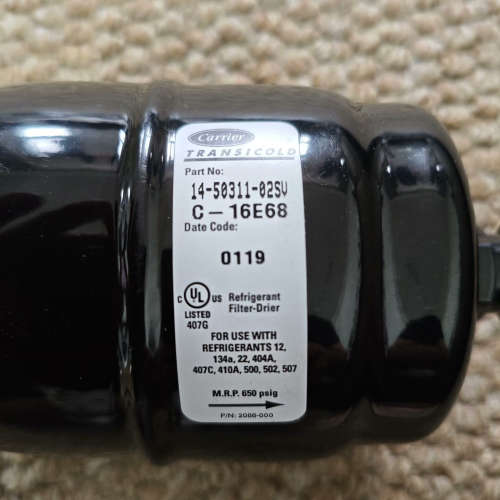 Carrier
TRANSICOLD
Part No:
14-50311-02SV
C-16E68
Date Code:
0119
C UL US Refrigerant
LISTED Filter-Drier
407G
FOR USE WITH
REFRIGERANTS 12,
134a, 22, 404A,
407C, 410A, 500, 502, 507
M.R.P. 650 psig
P/N: 2066-000